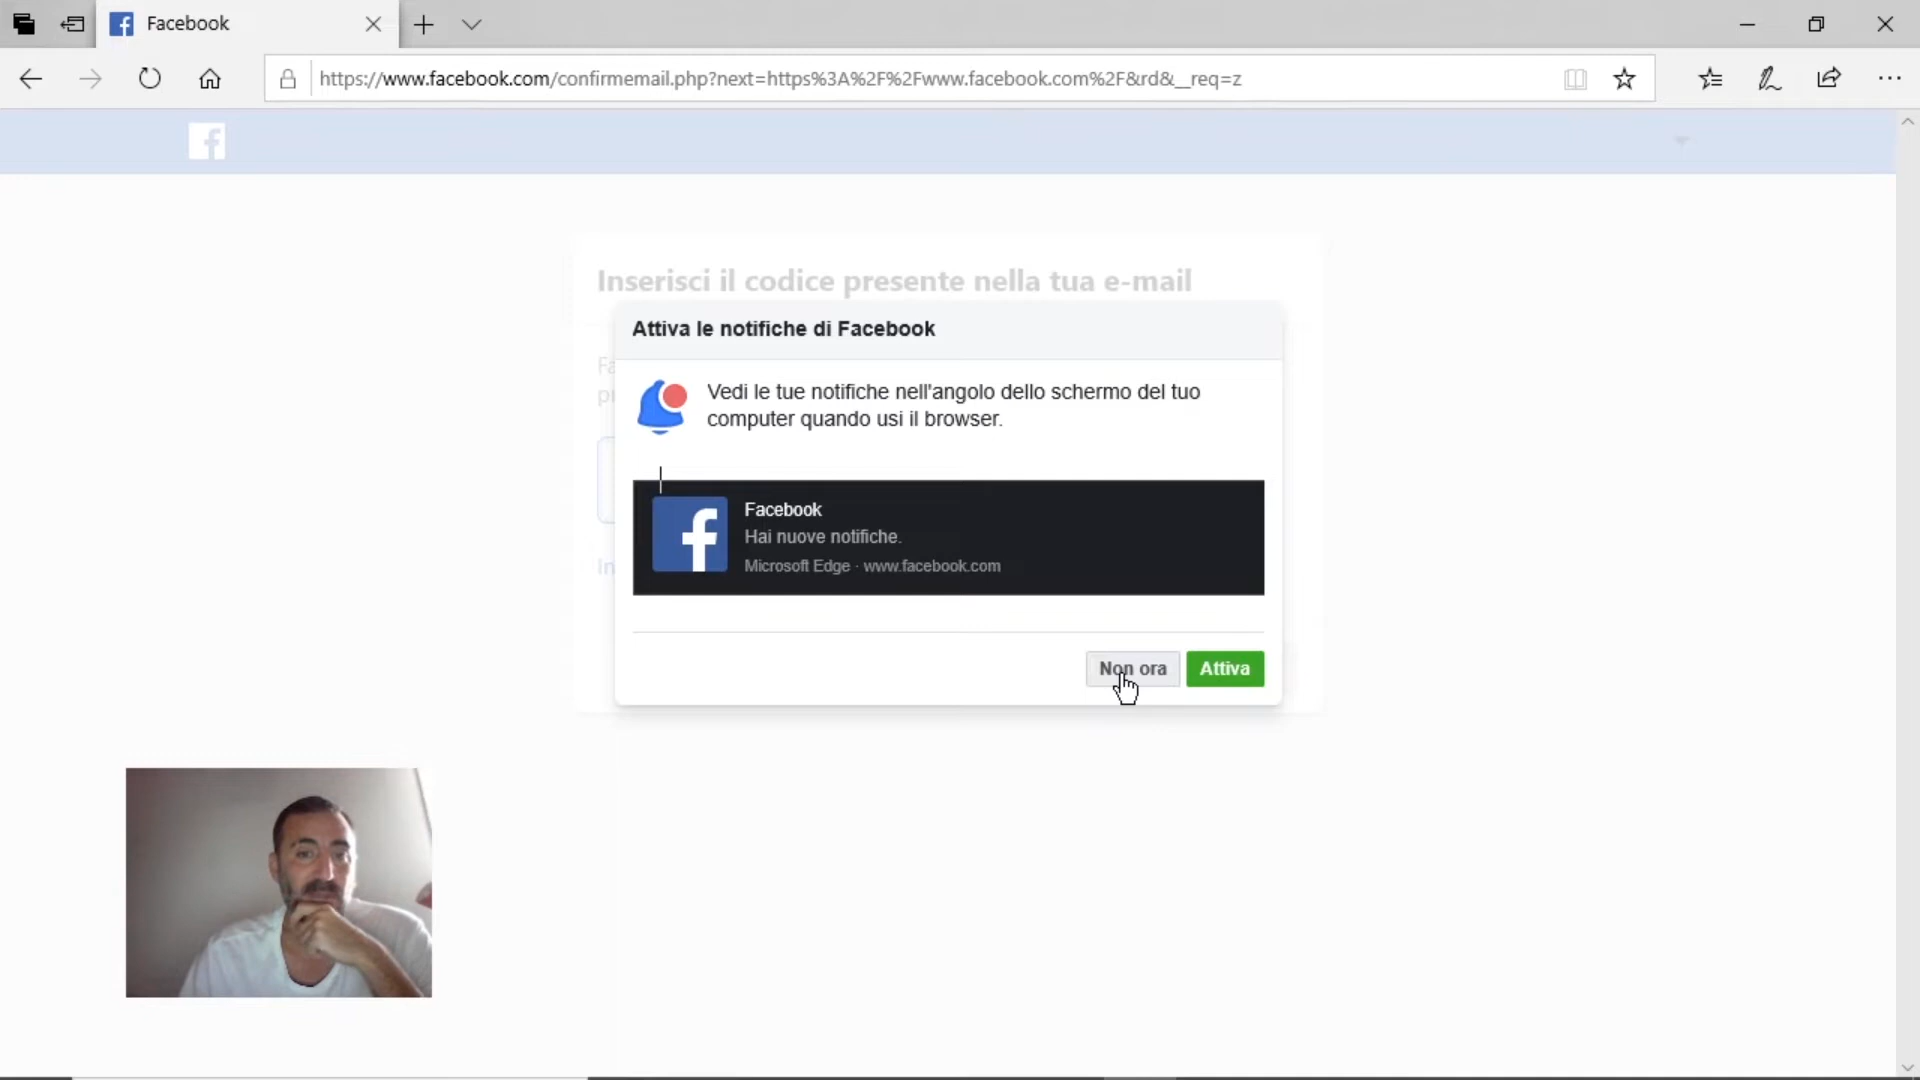 Facebook
https://www.facebook.com/confirmemail.php?next=https%3A%2F%2Fwww.facebook.com%2F&rd&__req=z
Inserisci il codice presente nella tua e-mail
Attiva le notifiche di Facebook
Vedi le tue notifiche nell'angolo dello schermo del tuo
computer quando usi il browser.
Facebook
Hai nuove notifiche.
Microsoft Edge · www.facebook.com
Non ora
Attiva